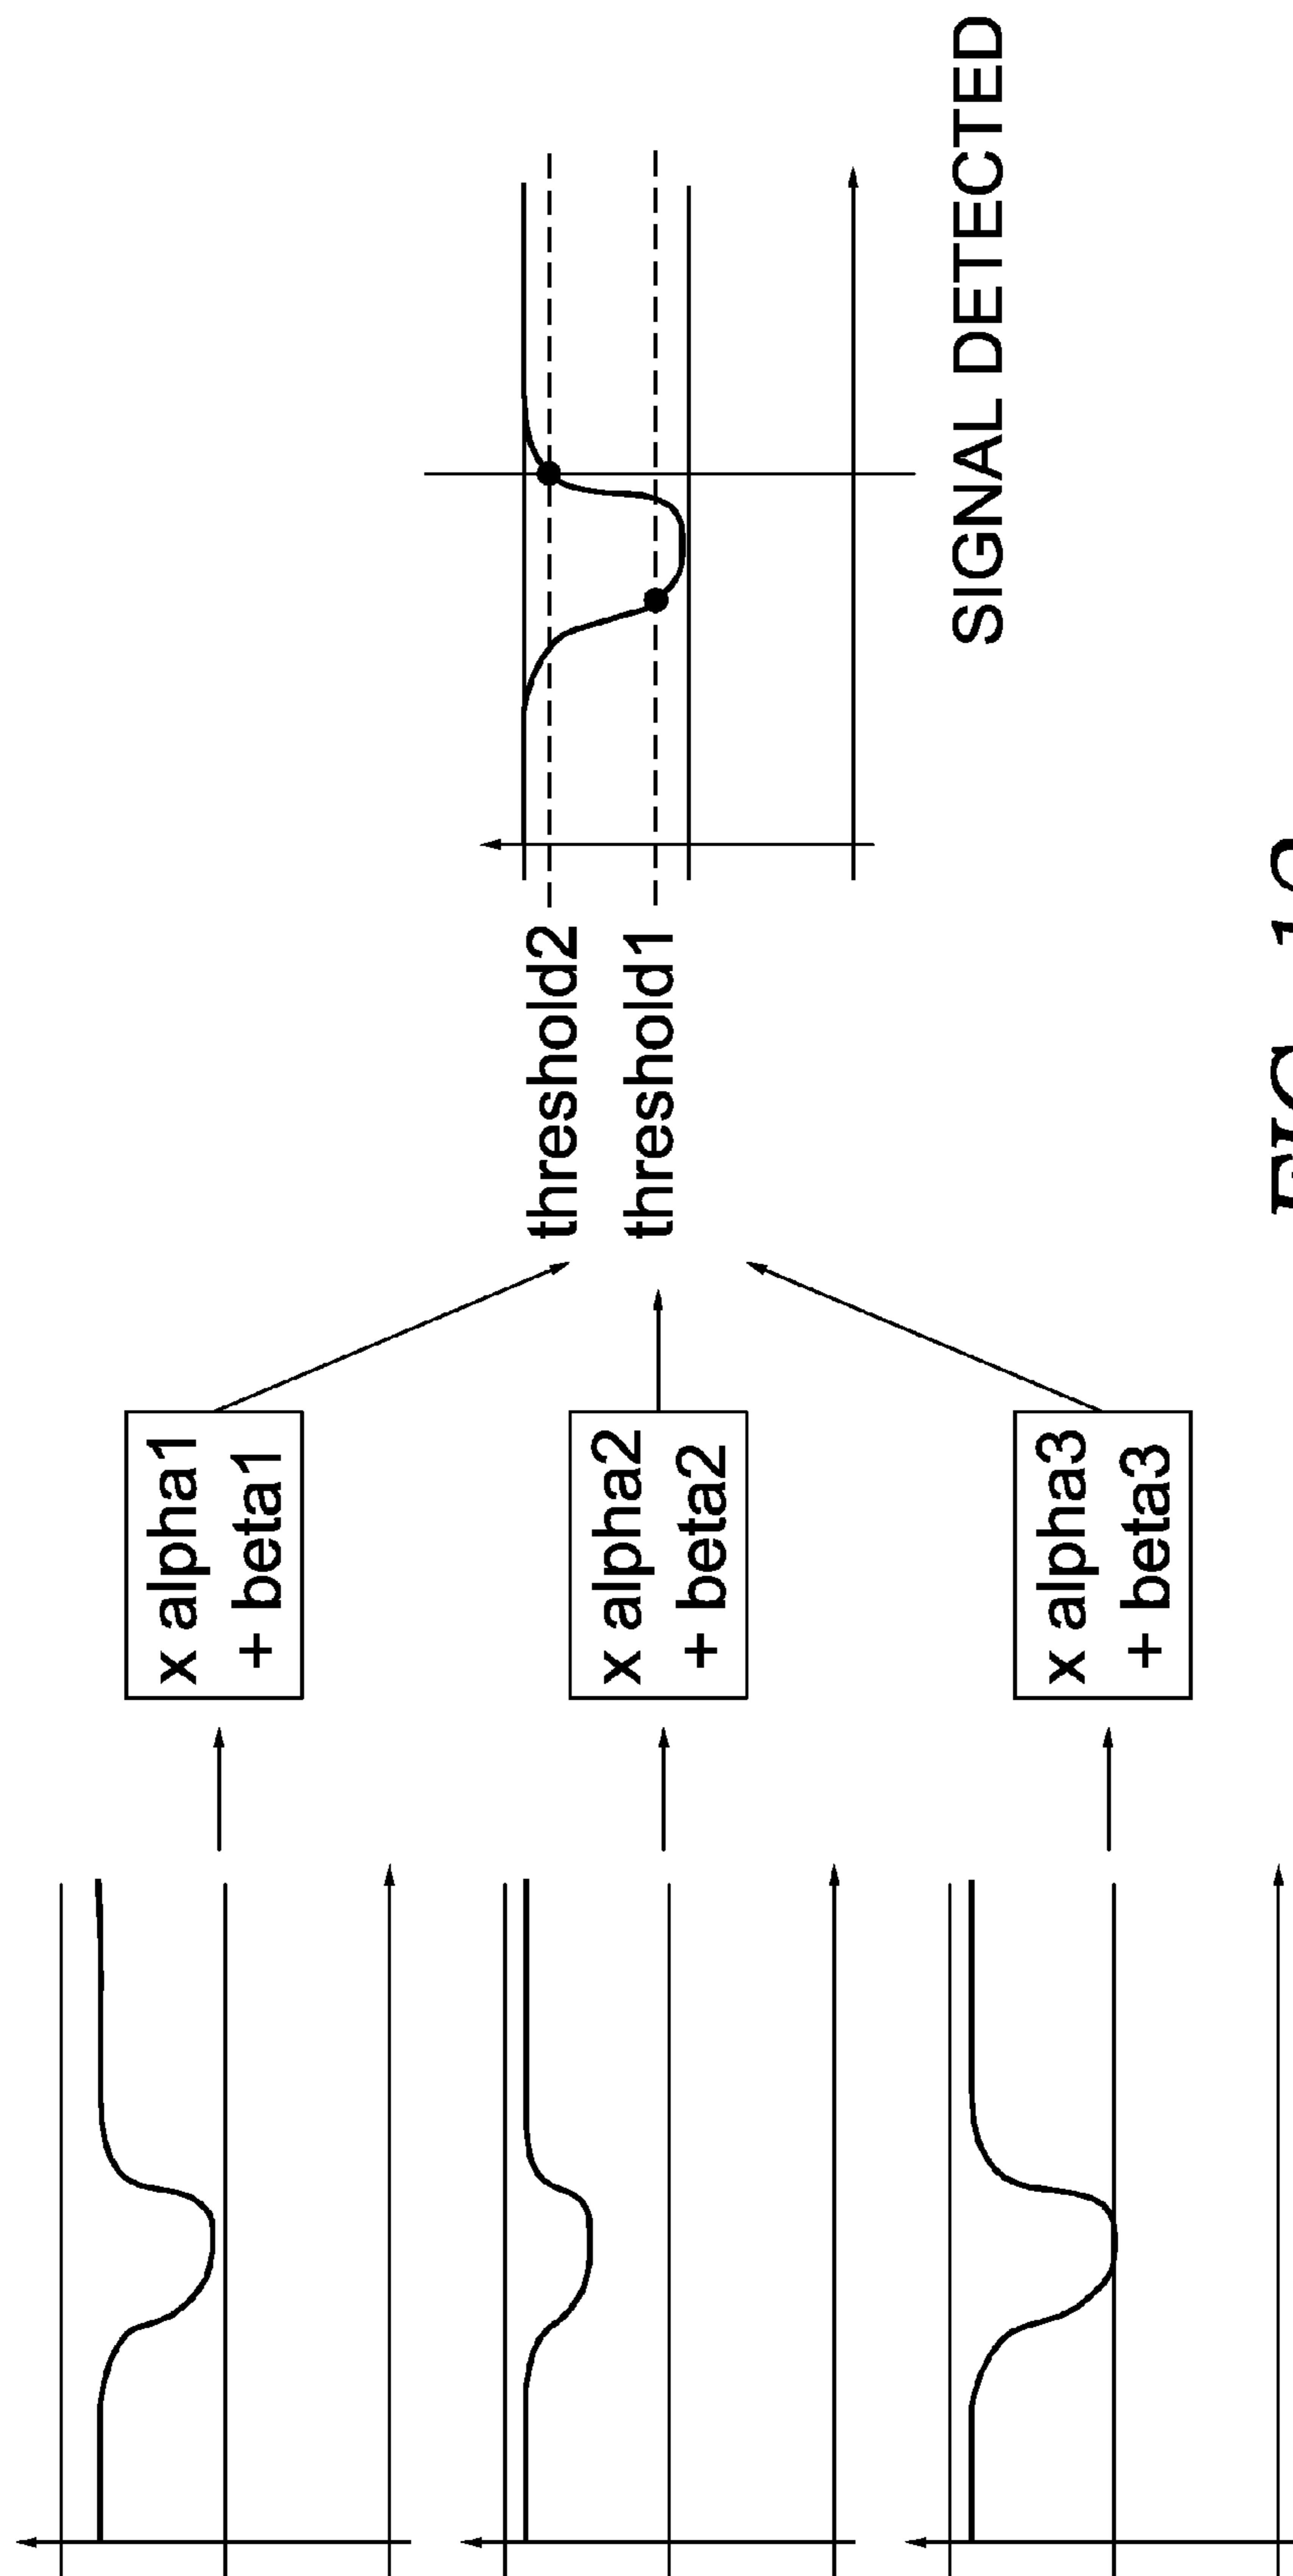 x alpha1
+ beta1
x alpha2
+ beta2
x alpha3
+ beta3
threshold2
threshold1
SIGNAL DETECTED